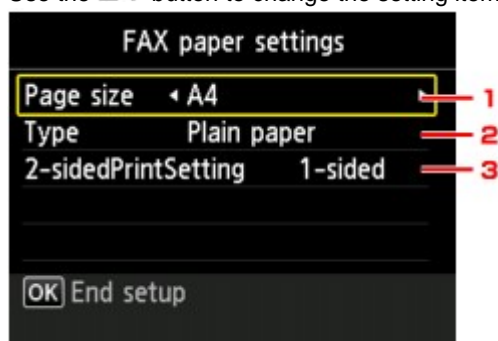 FAX paper settings
Page size A4 1
Type Plain paper 2
2-sidedPrintSetting 1-sided 3
OK End setup